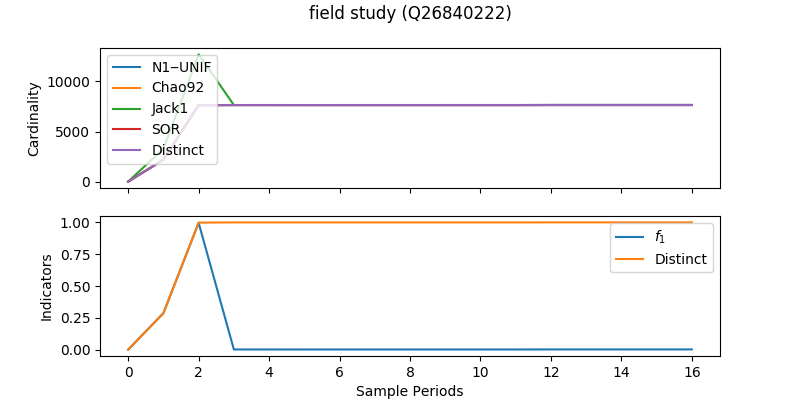 field study (Q26840222)
Cardinality
10000
5000
0
N1−UNIF
Chao92
Jack1
SOR
Distinct
Indicators
1.00
0.75
0.50
0.25
0.00
f1
Distinct
0 2 4 6 8 10 12 14 16
Sample Periods